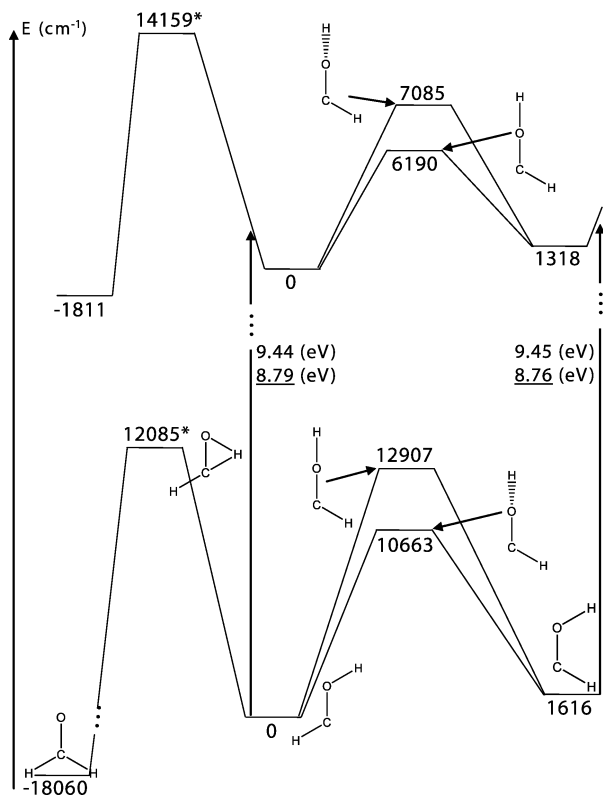 E (cm⁻¹)
14159*
H
O
C
H
7085
H
O
C
H
6190
1318
0
-1811
9.44 (eV)
8.79 (eV)
9.45 (eV)
8.76 (eV)
12085*
O
H
C
H
H
O
C
H
12907
H
O
C
H
10663
O
H
C
H
1616
H
O
C
H
0
O
C
H
H
-18060